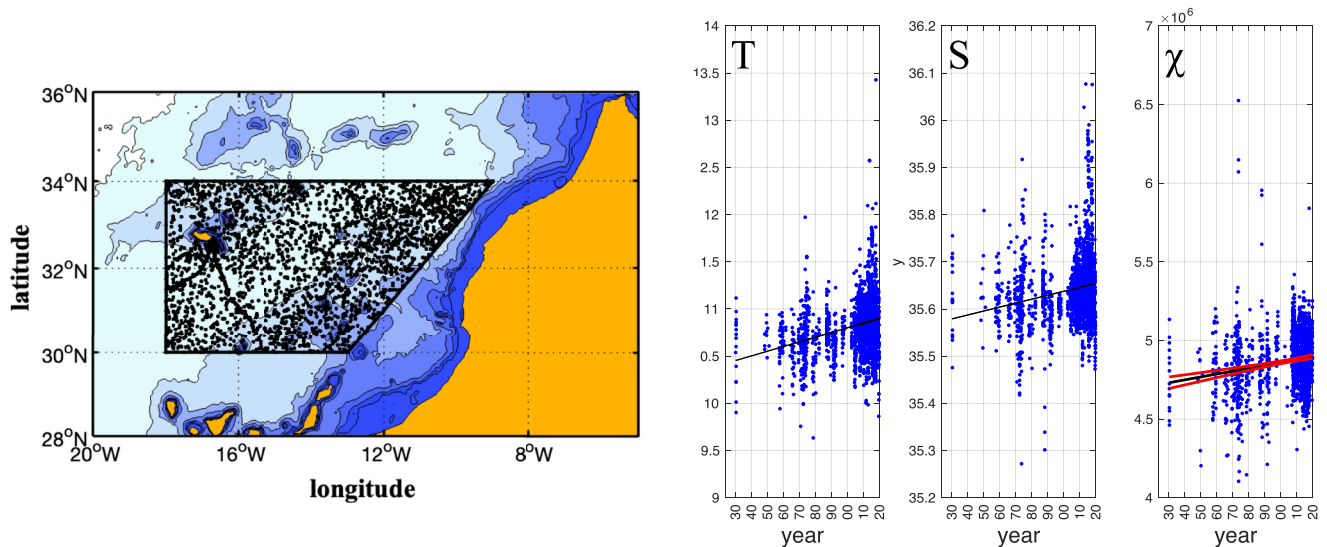 latitude
36°N
34°N
32°N
30°N
28°N
20°W
16°W
12°W
8°W
longitude
T
14
13.5
13
2.5
12
1.5
11
0.5
10
9.5
9
30 40 50 60 70 80 90 00 10 20
year
S
y
36.2
36.1
36
35.9
35.8
35.7
35.6
35.5
35.4
35.3
35.2
30 40 50 60 70 80 90 00 10 20
year
×10⁶
χ
7
6.5
6
5.5
5
4.5
4
30 40 50 60 70 80 90 00 10 20
year